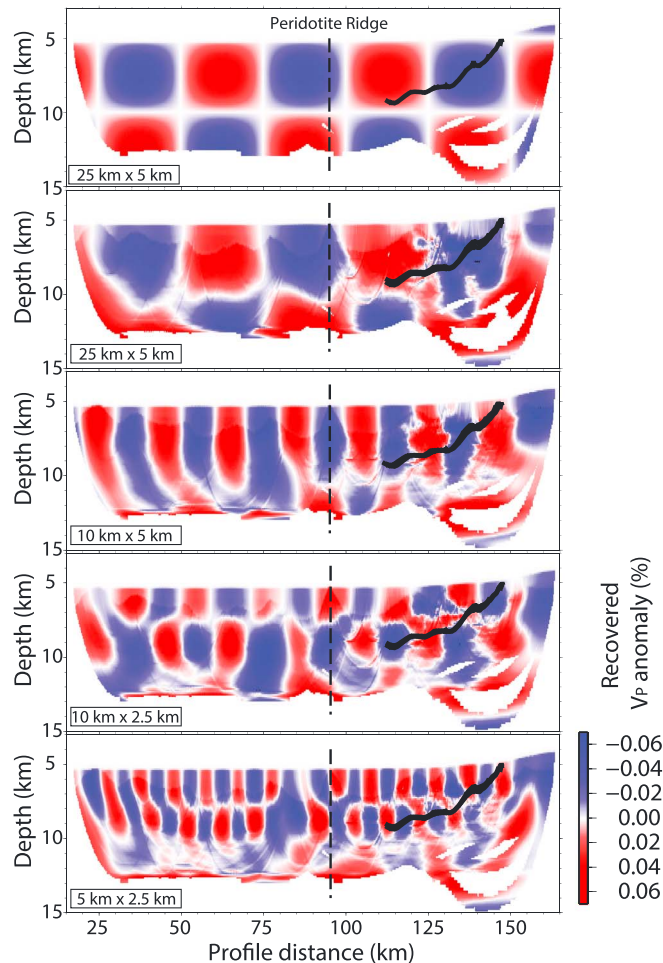 Peridotite Ridge
5
Depth (km)
10
25 km x 5 km
15
5
Depth (km)
10
25 km x 5 km
15
5
Depth (km)
10
10 km x 5 km
15
5
Depth (km)
10
10 km x 2.5 km
15
5
Depth (km)
10
5 km x 2.5 km
15
25 50 75 100 125 150
Profile distance (km)
Recovered
VP anomaly (%)
−0.06
−0.04
−0.02
0.00
0.02
0.04
0.06